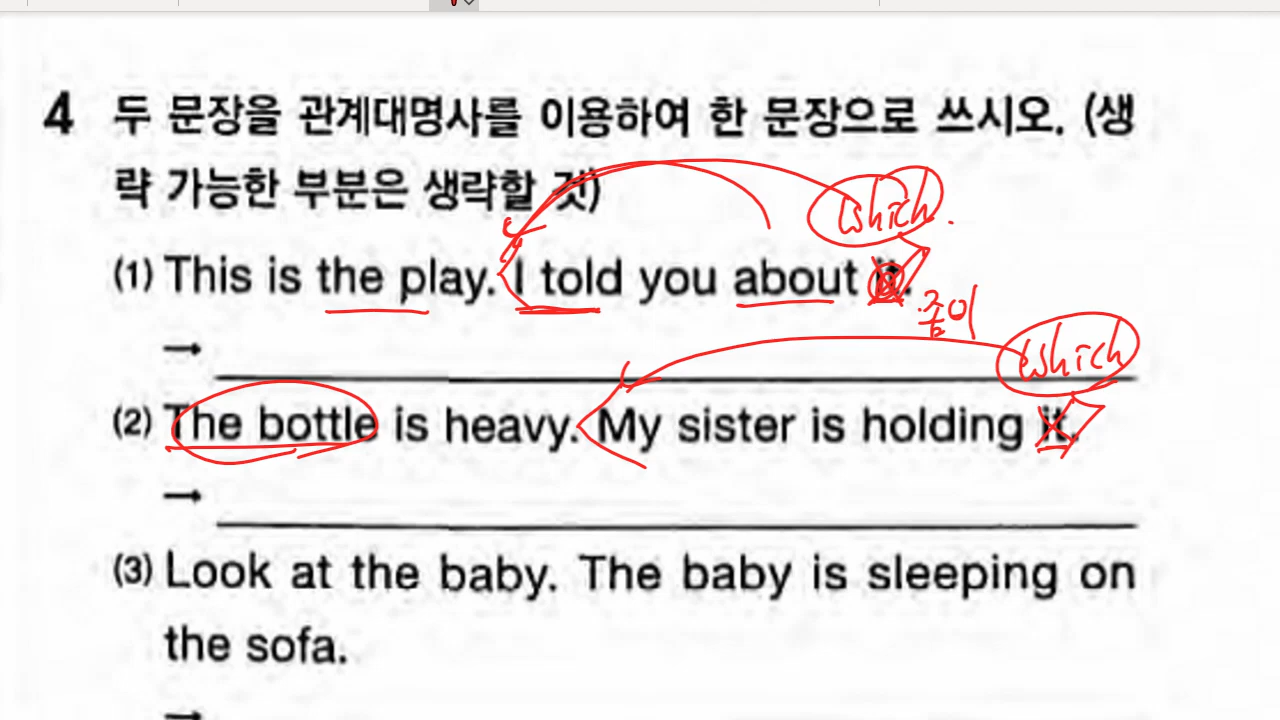 4 두 문장을 관계대명사를 이용하여 한 문장으로 쓰시오. (생
략 가능한 부분은 생략할 것)
which.
(1) This is the play. I told you about it.
종이
→
which
(2) The bottle is heavy. My sister is holding it.
→
(3) Look at the baby. The baby is sleeping on
the sofa.
→